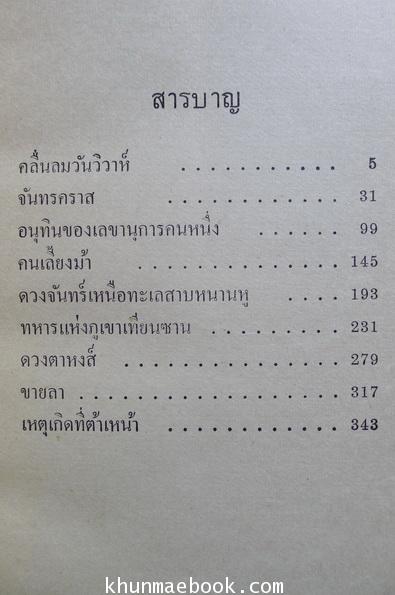 สารบาญ
คลื่นลมวันวิวาห์ . . . . . . . . . . . 5
จันทรคราส . . . . . . . . . . . . . 31
อนุทินของเลขานุการคนหนึ่ง . . . . . . 99
คนเลี้ยงม้า . . . . . . . . . . . . . 145
ดวงจันทร์เหนือทะเลสาบหนานหู . . . . 193
ทหารแห่งภูเขาเทียนซาน . . . . . . . . . 231
ดวงตาหงส์ . . . . . . . . . . . . . . 279
ขายลา . . . . . . . . . . . . . . . . . 317
เหตุเกิดที่ต้าเหน้า . . . . . . . . . . . 343
khunmaebook.com